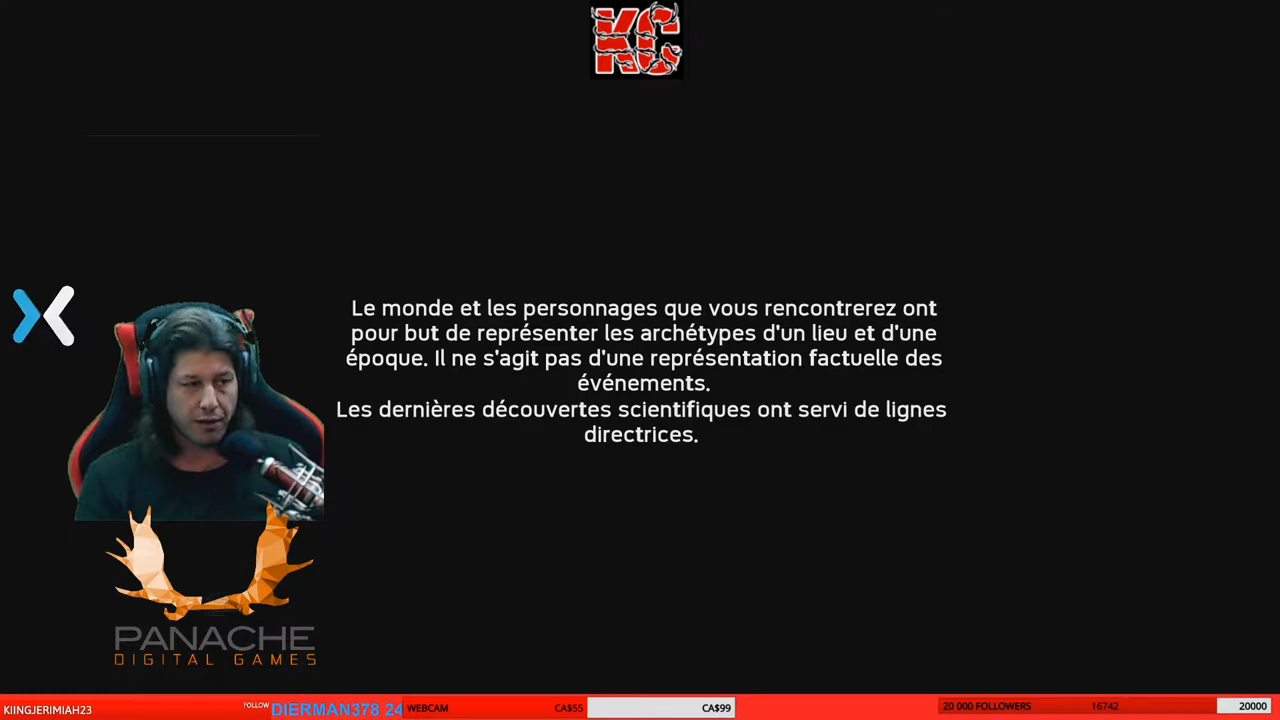 KC
Le monde et les personnages que vous rencontrerez ont
pour but de représenter les archétypes d'un lieu et d'une
époque. Il ne s'agit pas d'une représentation factuelle des
événements.
Les dernières découvertes scientifiques ont servi de lignes
directrices.
PANACHE
DIGITAL GAMES
KIINGJERIMIAH23 FOLLOW DIERMAN378 24 WEBCAM CA$55 CA$99 20 000 FOLLOWERS 16742 20000